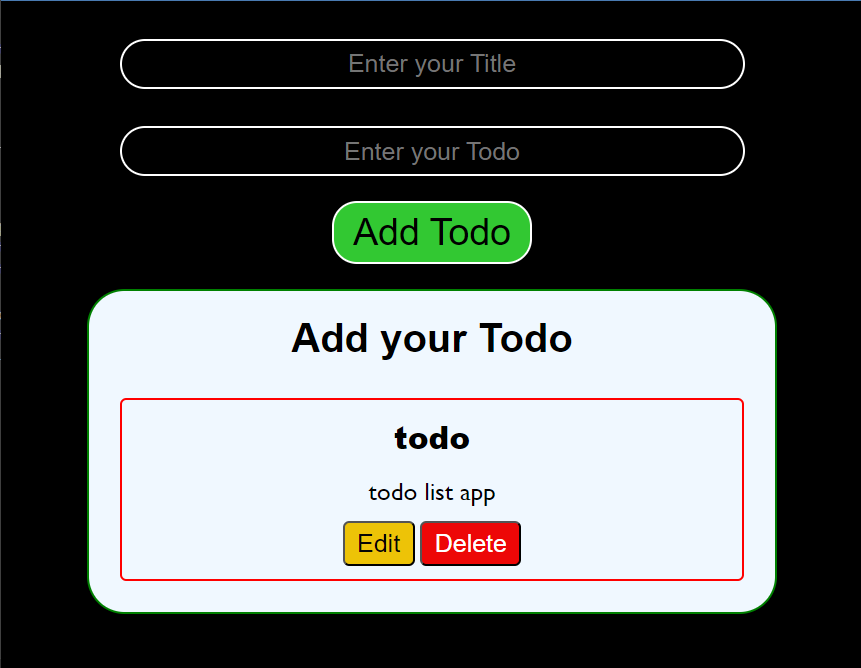 Enter your Title
Enter your Todo
Add Todo
Add your Todo
todo
todo list app
Edit Delete